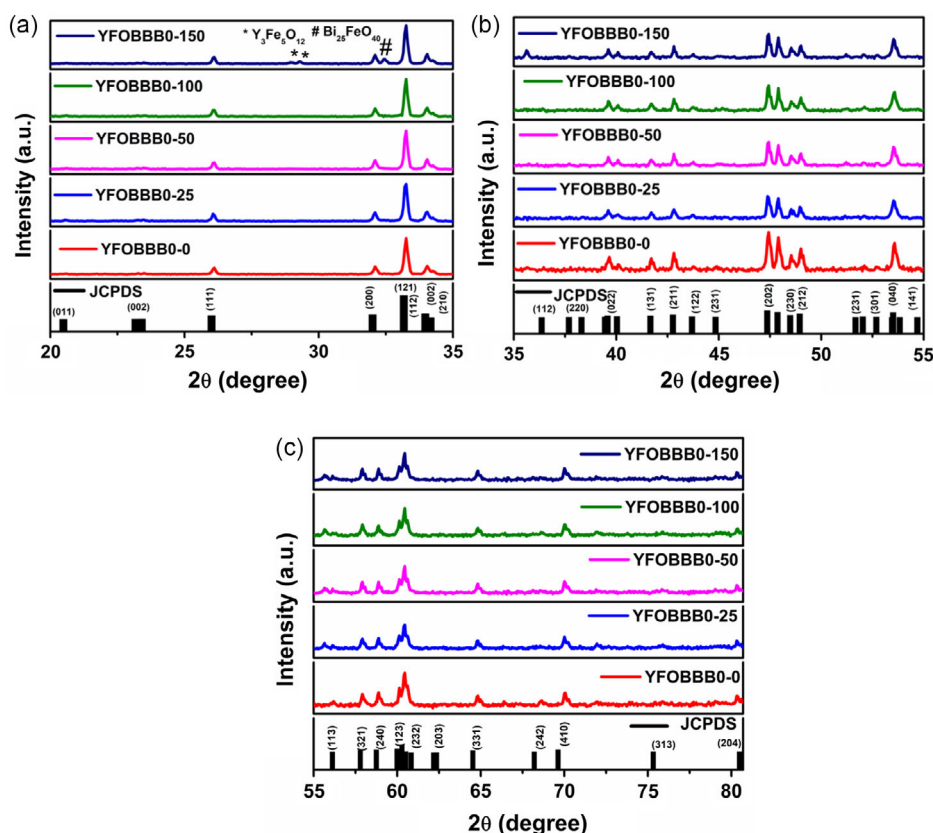 (a)
* Y₃Fe₅O₁₂ # Bi₂₅FeO₄₀
YFOBBB0-150
* * #
YFOBBB0-100
YFOBBB0-50
YFOBBB0-25
YFOBBB0-0
JCPDS
(011) (002) (111) (200) (121) (112) (002) (210)
20 25 30 35
2θ (degree)
Intensity (a.u.)
(b)
YFOBBB0-150
YFOBBB0-100
YFOBBB0-50
YFOBBB0-25
YFOBBB0-0
JCPDS
(112) (220) (022) (131) (211) (122) (231) (202) (230) (212) (231) (301) (040) (141)
35 40 45 50 55
2θ (degree)
Intensity (a.u.)
(c)
YFOBBB0-150
YFOBBB0-100
YFOBBB0-50
YFOBBB0-25
YFOBBB0-0
JCPDS
(113) (321) (240) (123) (232) (203) (331) (242) (410) (313) (204)
55 60 65 70 75 80
2θ (degree)
Intensity (a.u.)